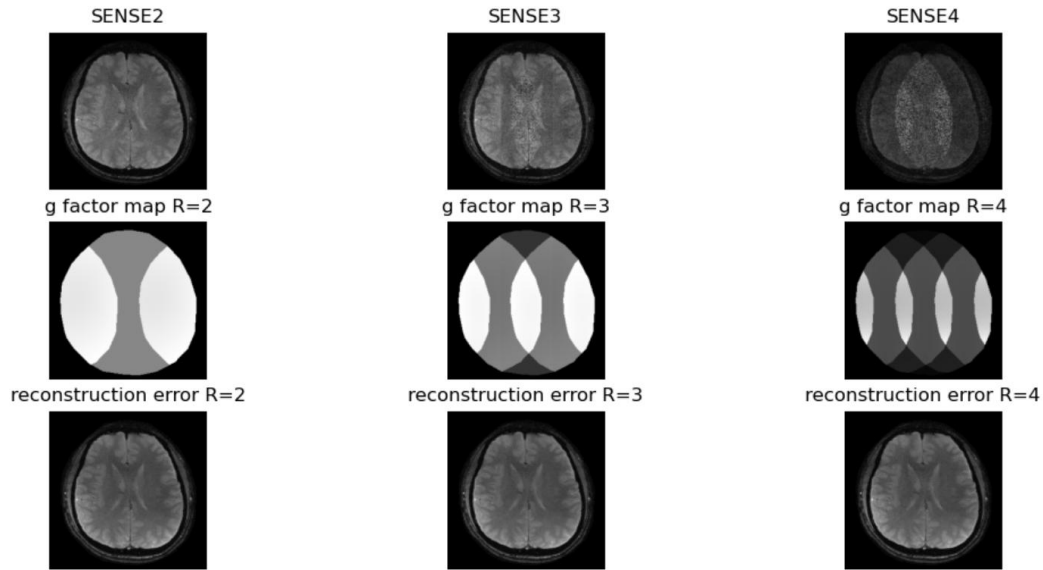 SENSE2 SENSE3 SENSE4
g factor map R=2 g factor map R=3 g factor map R=4
reconstruction error R=2 reconstruction error R=3 reconstruction error R=4